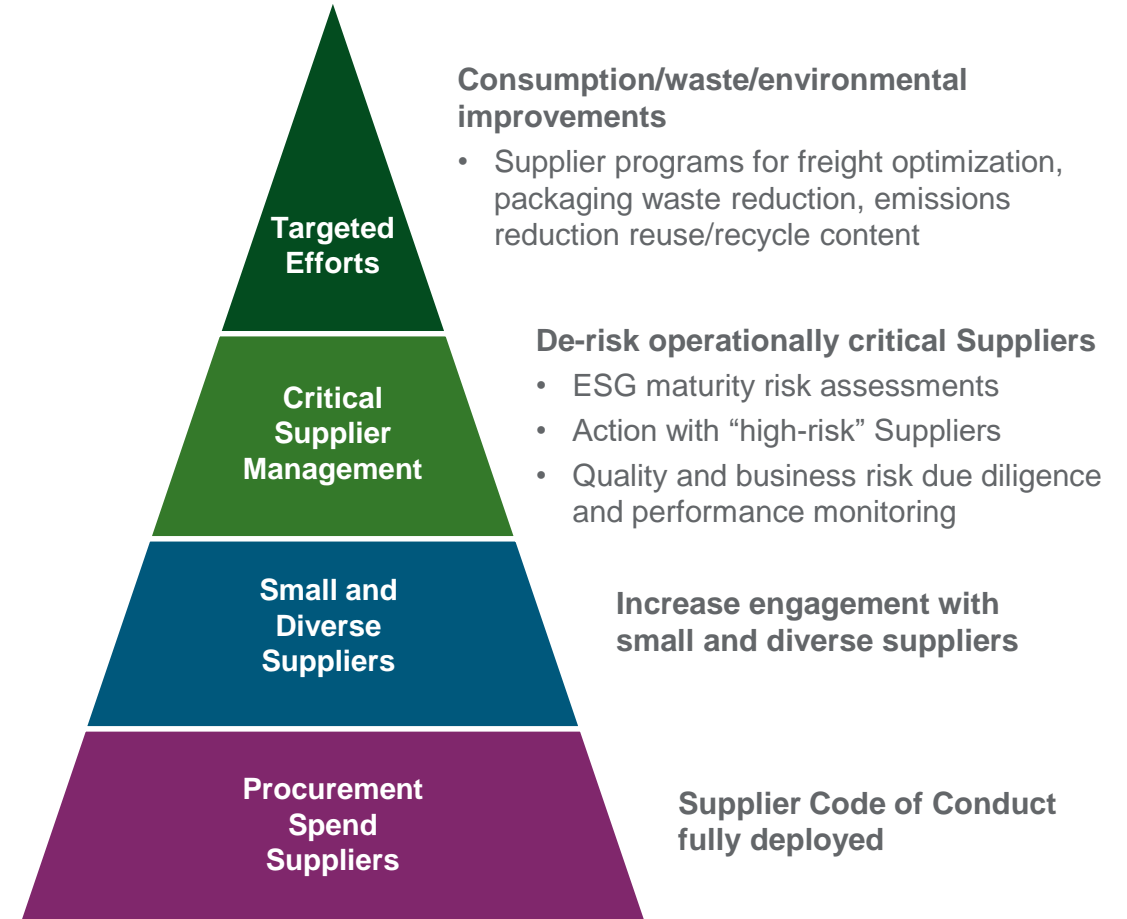 Consumption/waste/environmental
improvements
• Supplier programs for freight optimization,
packaging waste reduction, emissions
reduction reuse/recycle content
Targeted
Efforts
De-risk operationally critical Suppliers
• ESG maturity risk assessments
• Action with “high-risk” Suppliers
• Quality and business risk due diligence
and performance monitoring
Critical
Supplier
Management
Small and
Diverse
Suppliers
Increase engagement with
small and diverse suppliers
Procurement
Spend
Suppliers
Supplier Code of Conduct
fully deployed